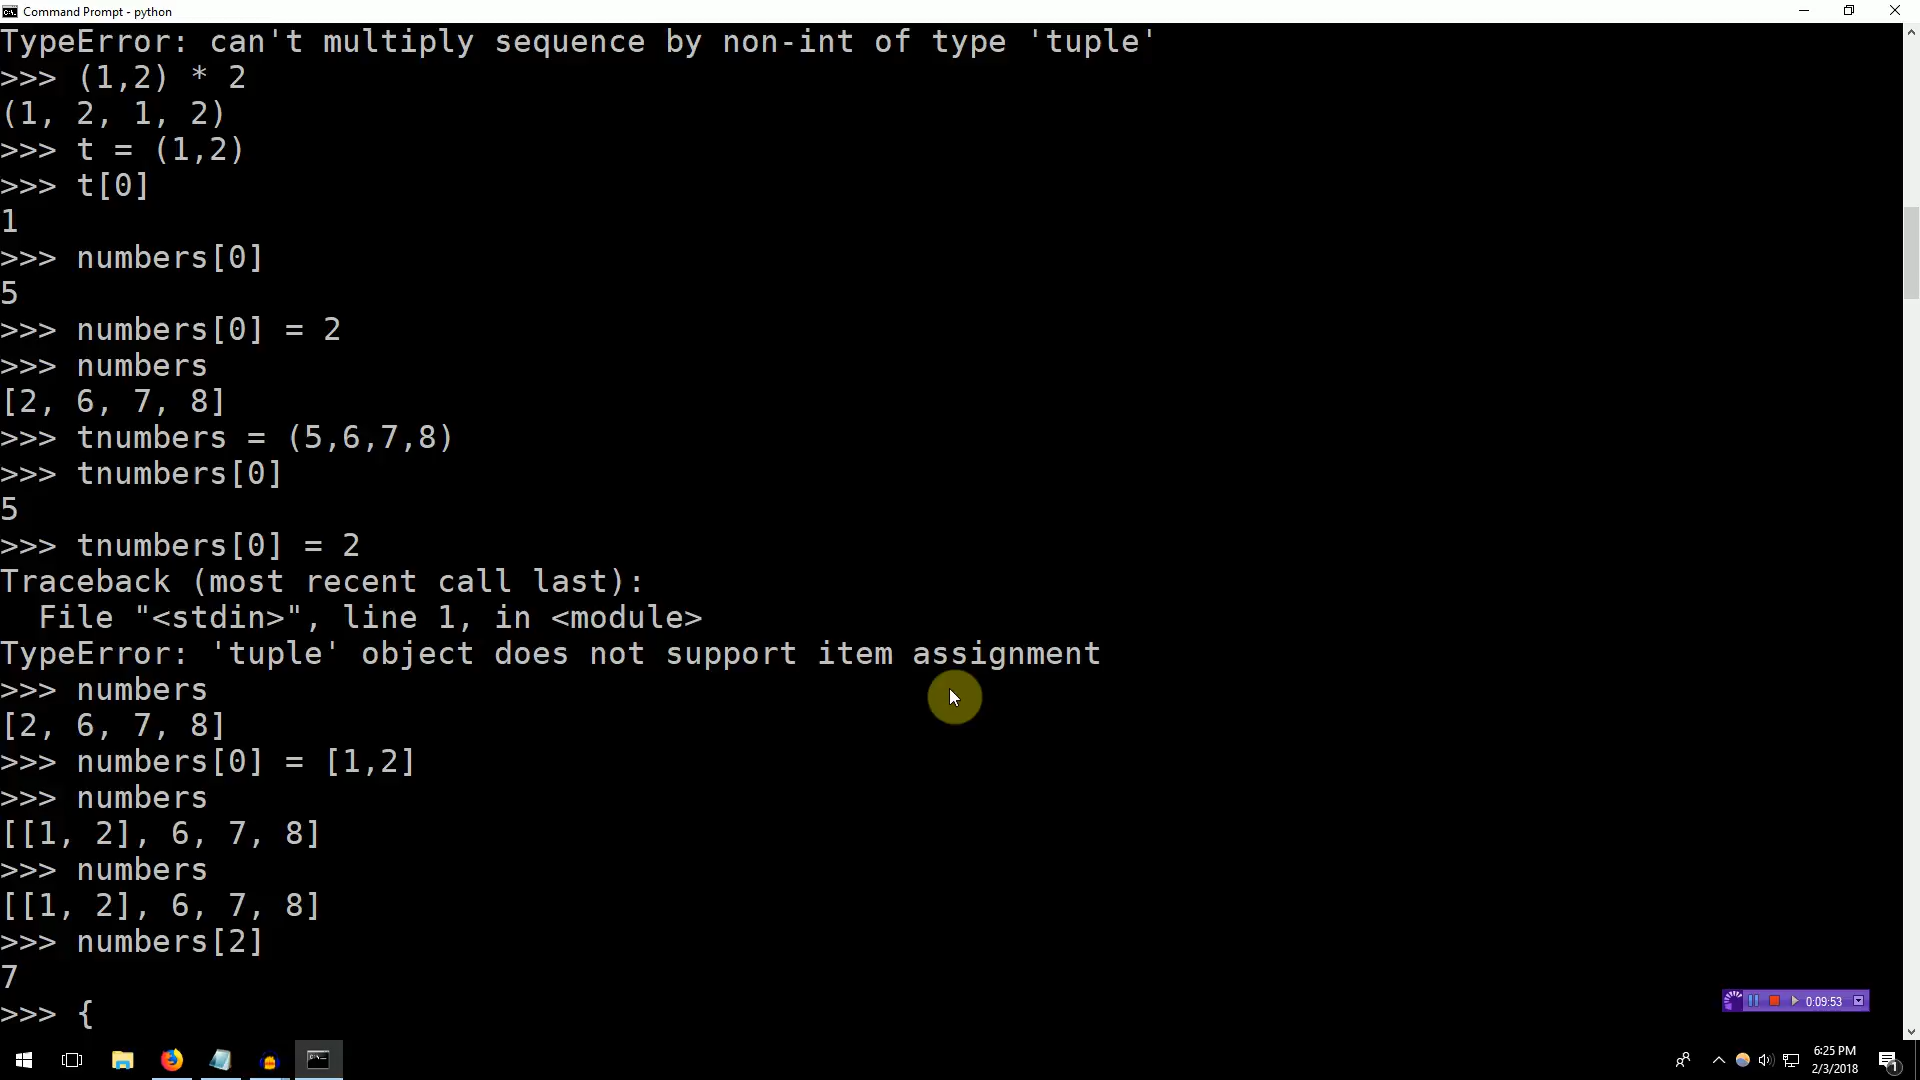 Command Prompt - python
TypeError: can't multiply sequence by non-int of type 'tuple'
>>> (1,2) * 2
(1, 2, 1, 2)
>>> t = (1,2)
>>> t[0]
1
>>> numbers[0]
5
>>> numbers[0] = 2
>>> numbers
[2, 6, 7, 8]
>>> tnumbers = (5,6,7,8)
>>> tnumbers[0]
5
>>> tnumbers[0] = 2
Traceback (most recent call last):
  File "<stdin>", line 1, in <module>
TypeError: 'tuple' object does not support item assignment
>>> numbers
[2, 6, 7, 8]
>>> numbers[0] = [1,2]
>>> numbers
[[1, 2], 6, 7, 8]
>>> numbers
[[1, 2], 6, 7, 8]
>>> numbers[2]
7
>>> {
0:09:53
6:25 PM
2/3/2018
1